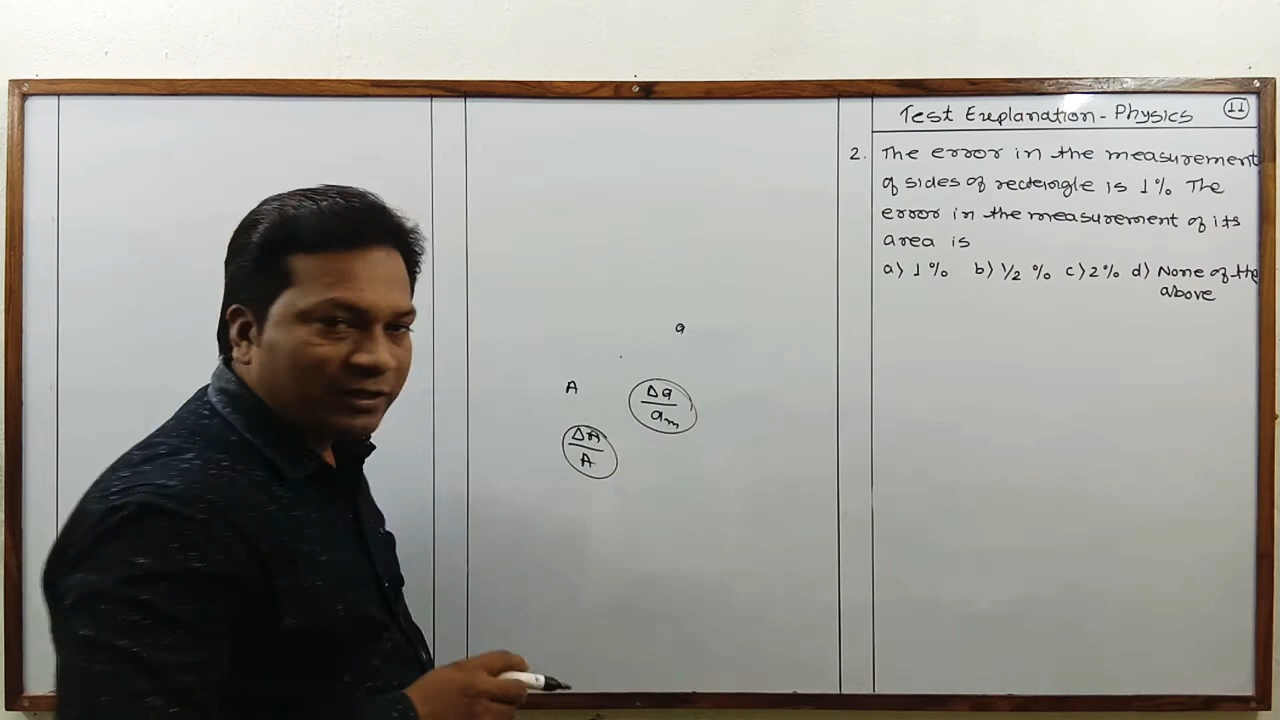 Test Explanation - Physics 11
2. The error in the measurement
of sides of rectangle is 1% The
error in the measurement of its
area is
a) 1% b) 1/2 % c) 2% d) None of the
above
a
A
Δa
a_m
ΔA
A